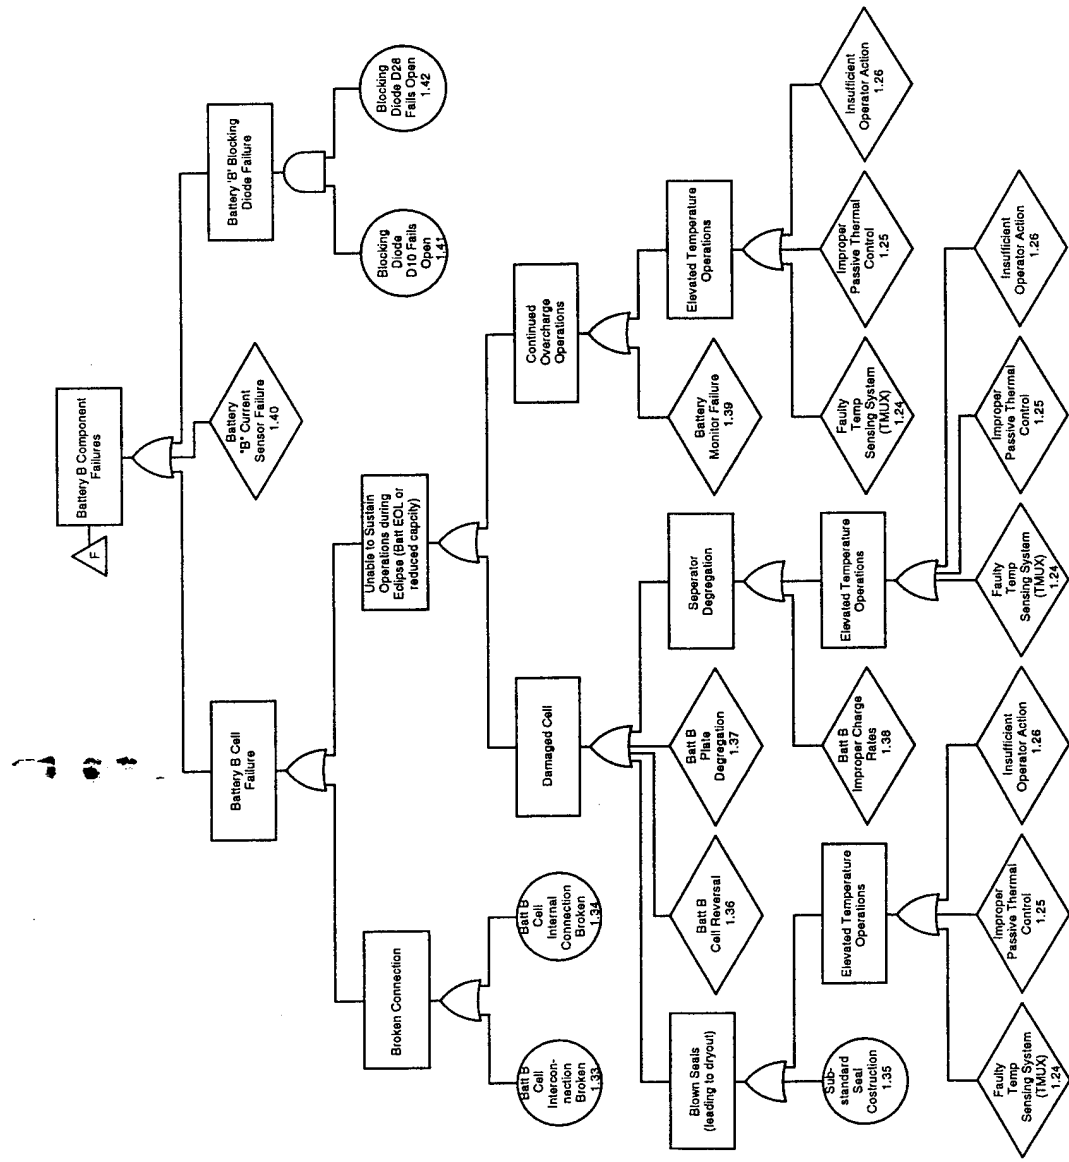 F
Battery B Component
Failures
Battery B Cell
Failure
Battery
"B" Current
Sensor Failure
1.40
Battery 'B' Blocking
Diode Failure
Blocking
Diode
D10 Fails
Open
1.41
Blocking
Diode D28
Fails Open
1.42
Broken Connection
Unable to Sustain
Operations during
Eclipse (Batt EOL or
reduced capcity)
Batt B
Cell
Intercon-
nection
Broken
1.33
Batt B
Cell
Internal
Connection
Broken
1.34
Damaged Cell
Continued
Overcharge
Operations
Blown Seals
(leading to dryout)
Batt B
Cell Reversal
1.36
Batt B
Plate
Degregation
1.37
Seperator
Degregation
Battery
Monitor Failure
1.39
Elevated Temperature
Operations
Sub-
standard
Seal
Costruction
1.35
Elevated Temperature
Operations
Batt B
Improper Charge
Rates
1.38
Elevated Temperature
Operations
Faulty
Temp
Sensing System
(TMUX)
1.24
Improper
Passive Thermal
Control
1.25
Insufficient
Operator Action
1.26
Faulty
Temp
Sensing System
(TMUX)
1.24
Improper
Passive Thermal
Control
1.25
Insufficient
Operator Action
1.26
Faulty
Temp
Sensing System
(TMUX)
1.24
Improper
Passive Thermal
Control
1.25
Insufficient
Operator Action
1.26